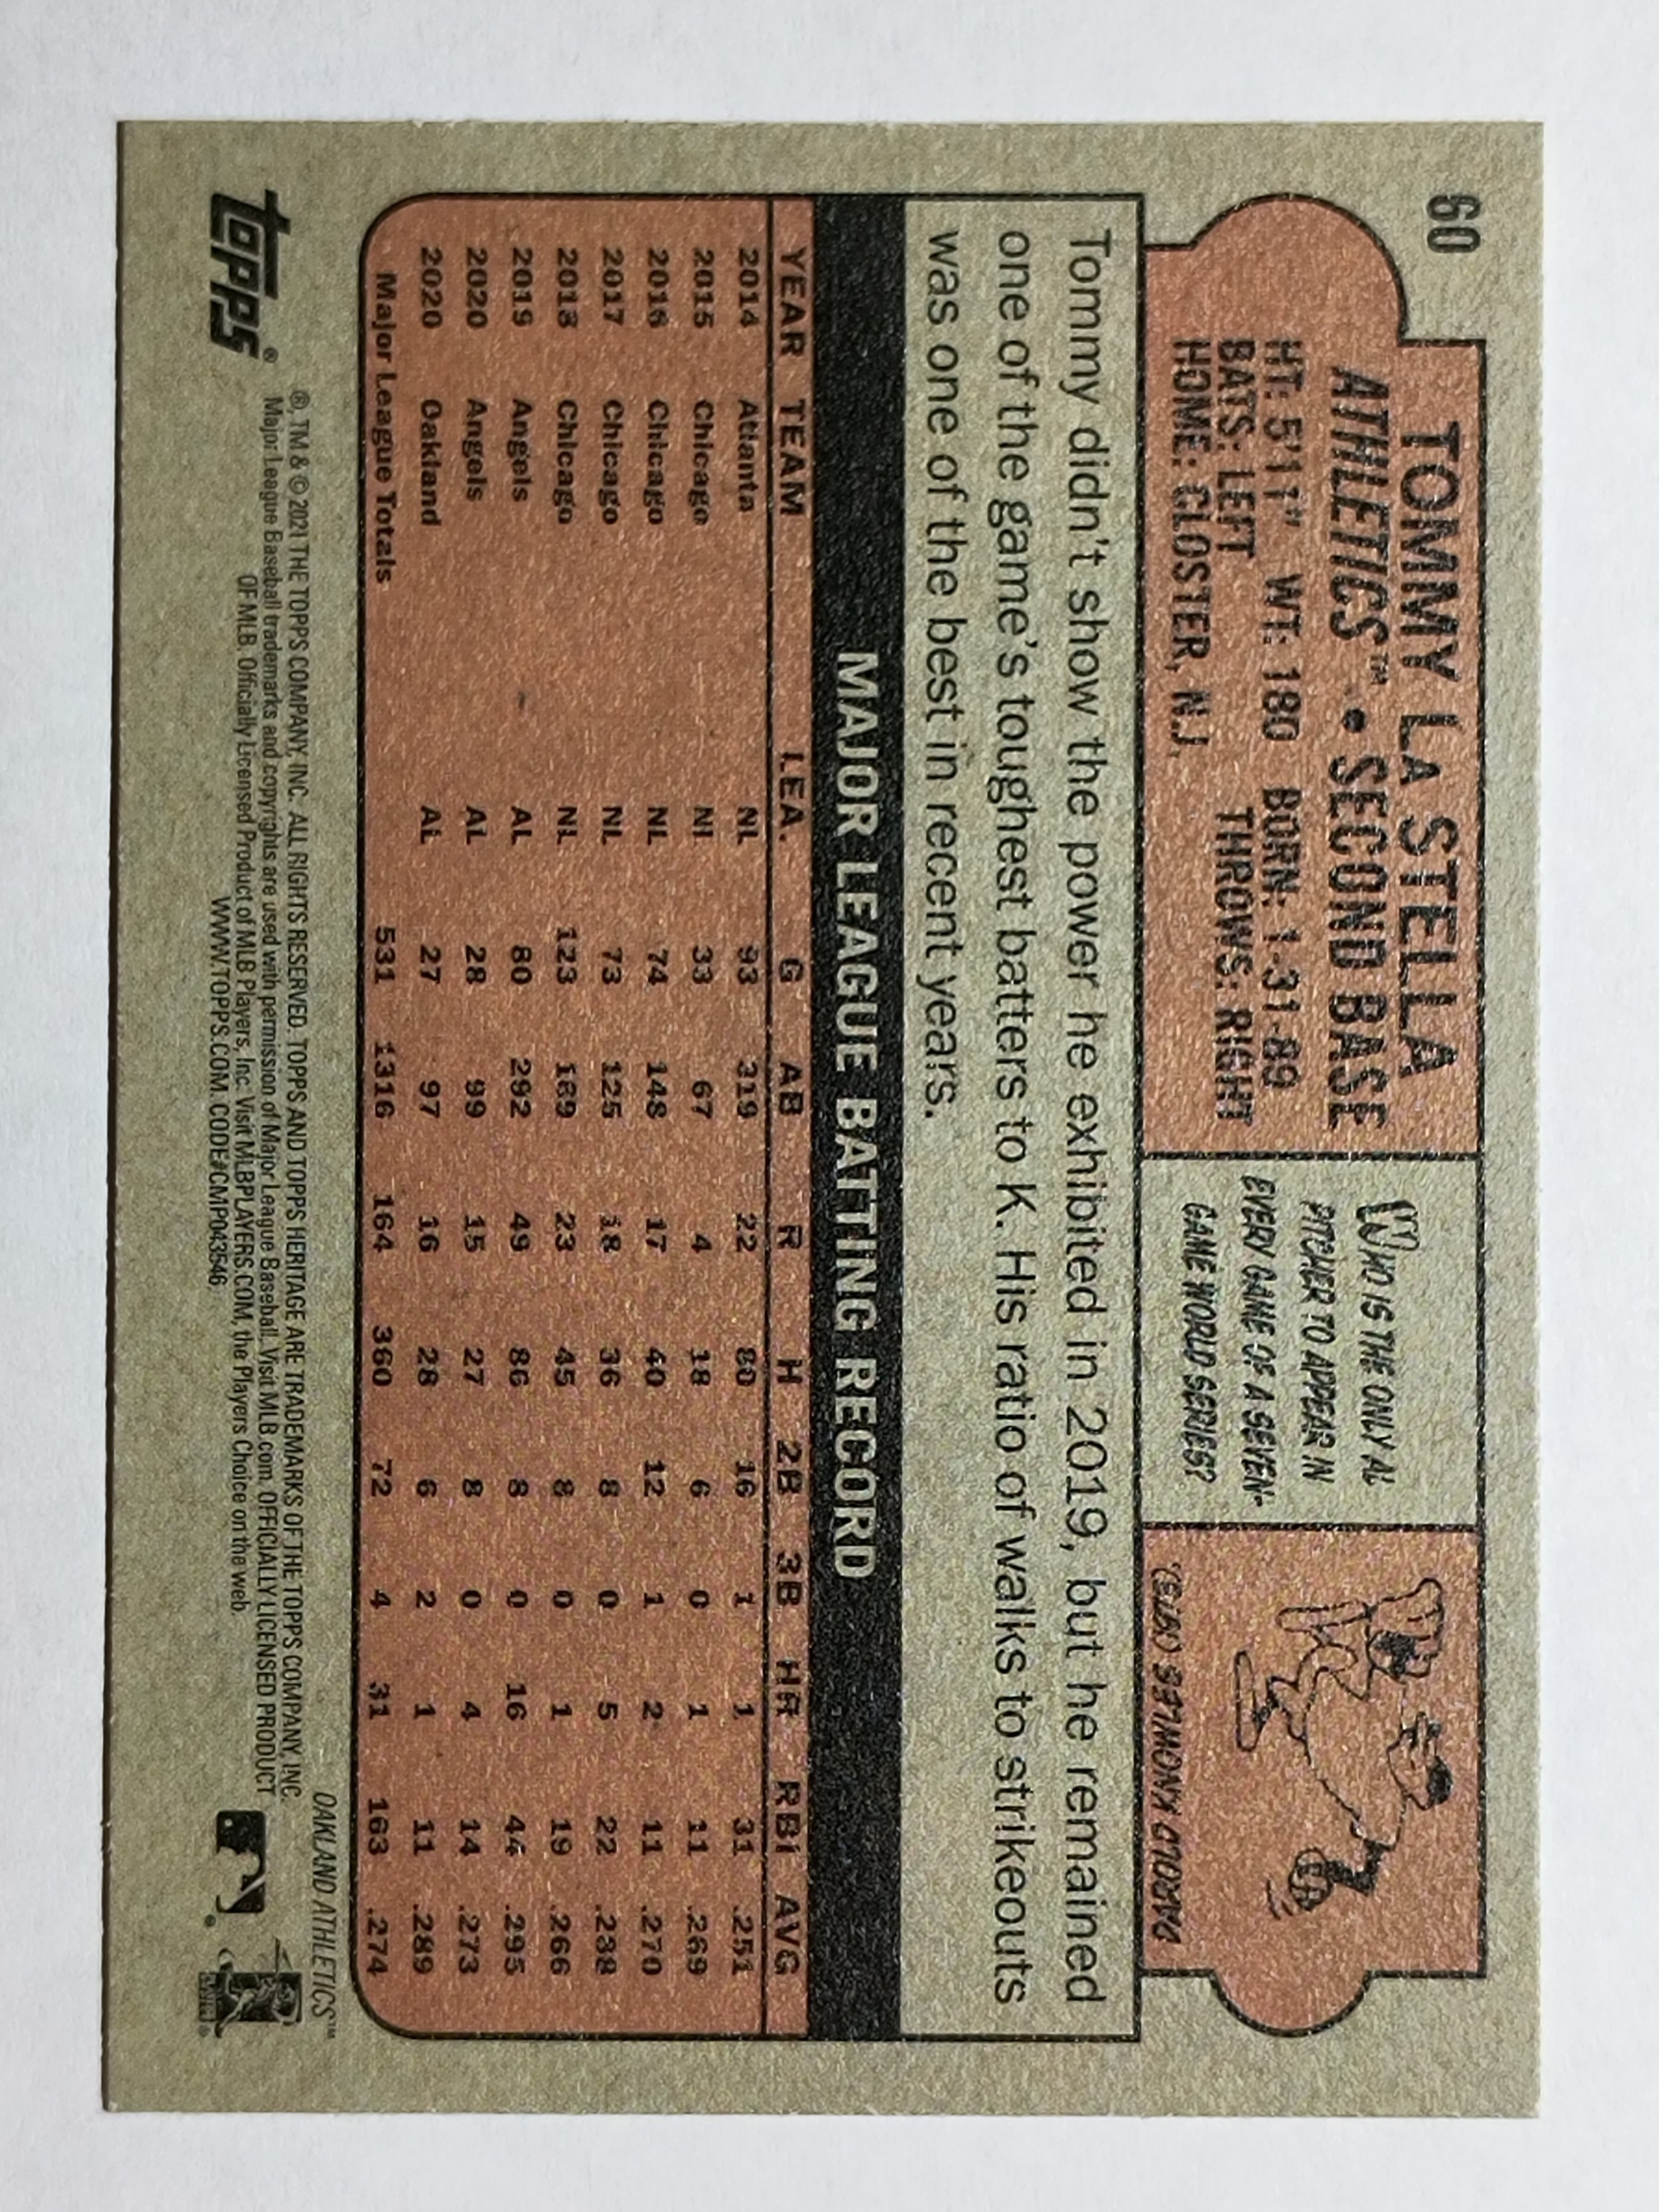 60
TOMMY LA STELLA
ATHLETICS™ • SECOND BASE
HT: 5'11" WT: 180 BORN: 1-31-89
BATS: LEFT THROWS: RIGHT
HOME: CLOSTER, N.J.
WHO IS THE ONLY AL
PITCHER TO APPEAR IN
EVERY GAME OF A SEVEN-
GAME WORLD SERIES?
DAROLD KNOWLES (1973)
Tommy didn't show the power he exhibited in 2019, but he remained
one of the game's toughest batters to K. His ratio of walks to strikeouts
was one of the best in recent years.
MAJOR LEAGUE BATTING RECORD
YEAR TEAM LEA. G AB R H 2B 3B HR RBI AVG
2014 Atlanta NL 93 319 22 80 16 1 1 31 .251
2015 Chicago NL 33 67 4 18 6 0 1 11 .269
2016 Chicago NL 74 148 17 40 12 1 2 11 .270
2017 Chicago NL 73 125 18 36 8 0 5 22 .288
2018 Chicago NL 123 169 23 45 8 0 1 19 .266
2019 Angels AL 80 292 49 86 8 0 16 44 .295
2020 Angels AL 28 99 15 27 8 0 4 14 .273
2020 Oakland AL 27 97 16 28 6 2 1 11 .289
Major League Totals 531 1316 164 360 72 4 31 163 .274
OAKLAND ATHLETICS™
topps®
®, TM & © 2021 THE TOPPS COMPANY, INC. ALL RIGHTS RESERVED. TOPPS AND TOPPS HERITAGE ARE TRADEMARKS OF THE TOPPS COMPANY, INC.
Major League Baseball trademarks and copyrights are used with permission of Major League Baseball. Visit MLB.com. OFFICIALLY LICENSED PRODUCT
OF MLB. Officially Licensed Product of MLB Players, Inc. Visit MLBPLAYERS.COM, the Players Choice on the web.
WWW.TOPPS.COM. CODE#CMP043546